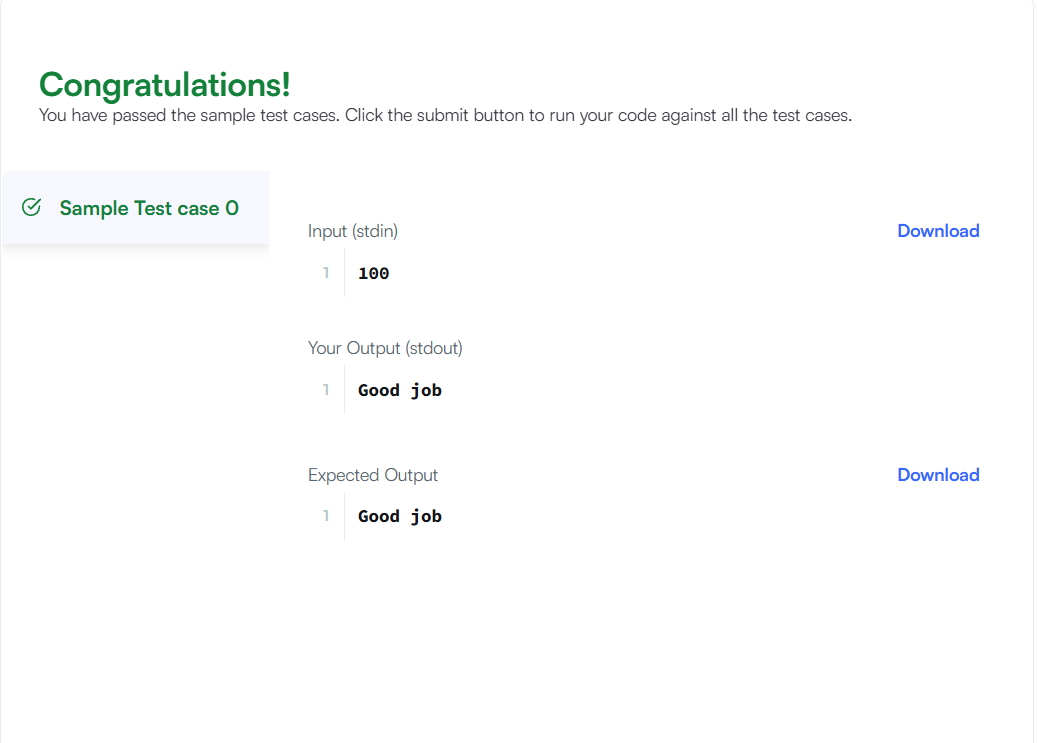 Congratulations!
You have passed the sample test cases. Click the submit button to run your code against all the test cases.
Sample Test case 0
Input (stdin)
Download
1
100
Your Output (stdout)
1
Good job
Expected Output
Download
1
Good job